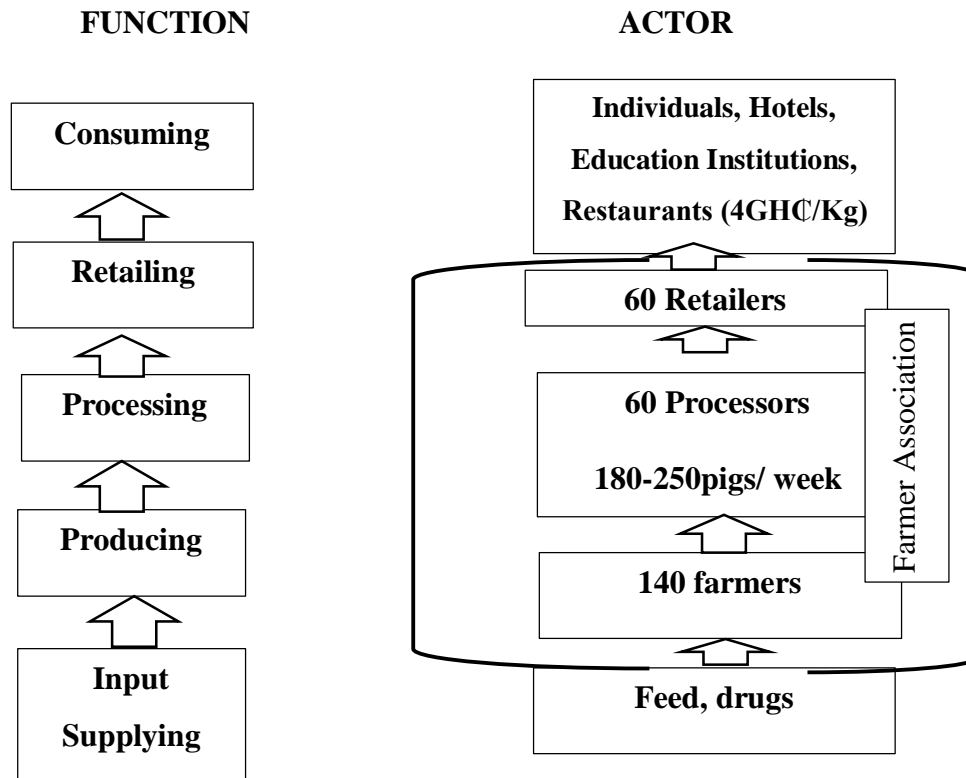 FUNCTION
ACTOR
Consuming
Retailing
Processing
Producing
Input
Supplying
Individuals, Hotels,
Education Institutions,
Restaurants (4GH₵/Kg)
60 Retailers
60 Processors
180-250pigs/ week
140 farmers
Feed, drugs
Farmer Association